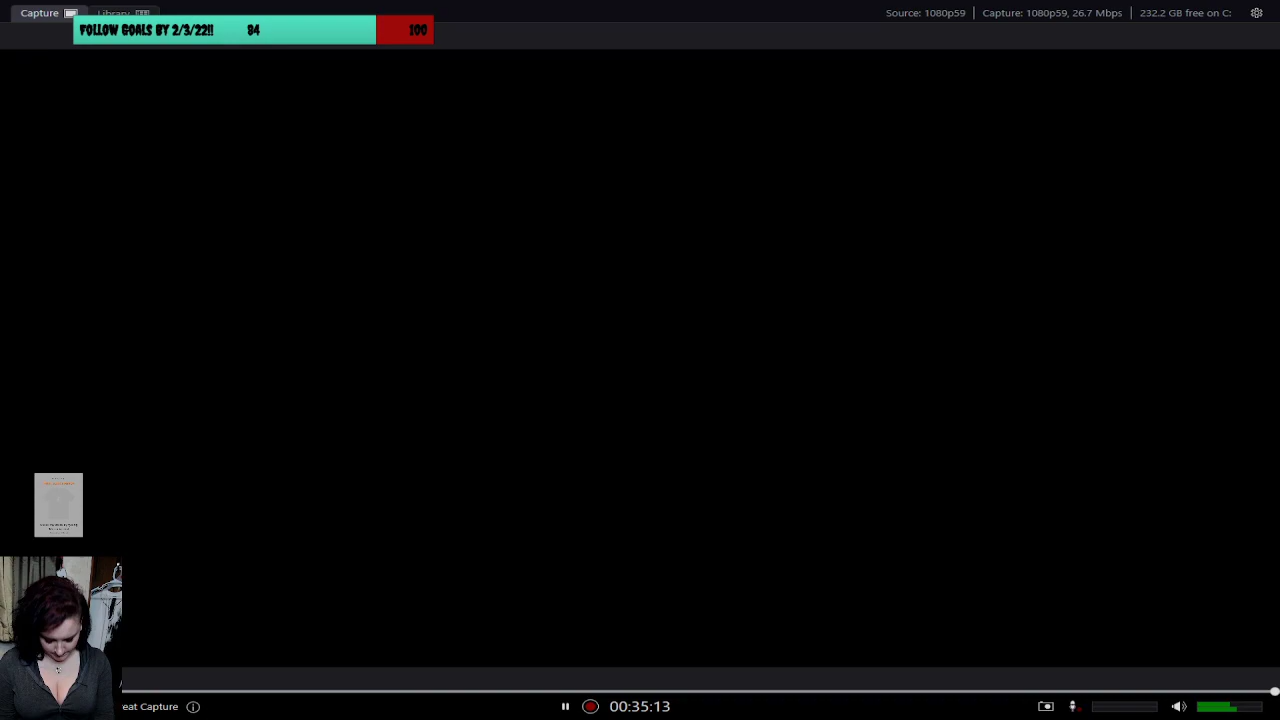 Capture
Library
Source: 1080p59
Capture: 1080p59, 26.7 Mbps
232.2 GB free on C:
FOLLOW GOALS BY 2/3/22!! 84 100
eat Capture
00:35:13